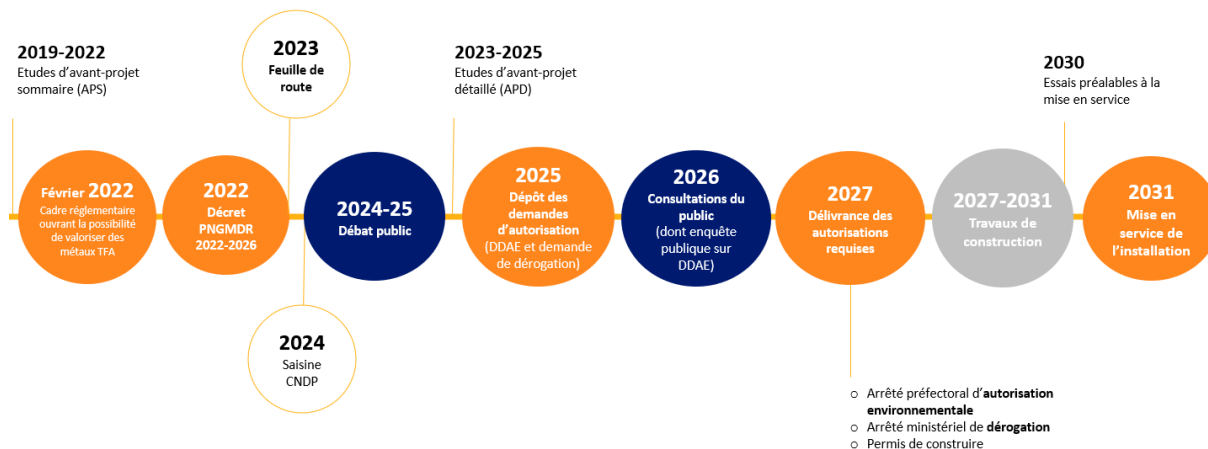 2019-2022
Etudes d’avant-projet
sommaire (APS)
Février 2022
Cadre réglementaire
ouvrant la possibilité
de valoriser des
métaux TFA
2022
Décret
PNGMDR
2022-2026
2023
Feuille de
route
2024
Saisine
CNDP
2024-25
Débat public
2023-2025
Etudes d’avant-projet
détaillé (APD)
2025
Dépôt des
demandes
d’autorisation
(DDAE et demande
de dérogation)
2026
Consultations du
public
(dont enquête
publique sur
DDAE)
2027
Délivrance des
autorisations
requises
o Arrêté préfectoral d’autorisation
environnementale
o Arrêté ministériel de dérogation
o Permis de construire
2027-2031
Travaux de
construction
2030
Essais préalables à la
mise en service
2031
Mise en
service de
l’installation